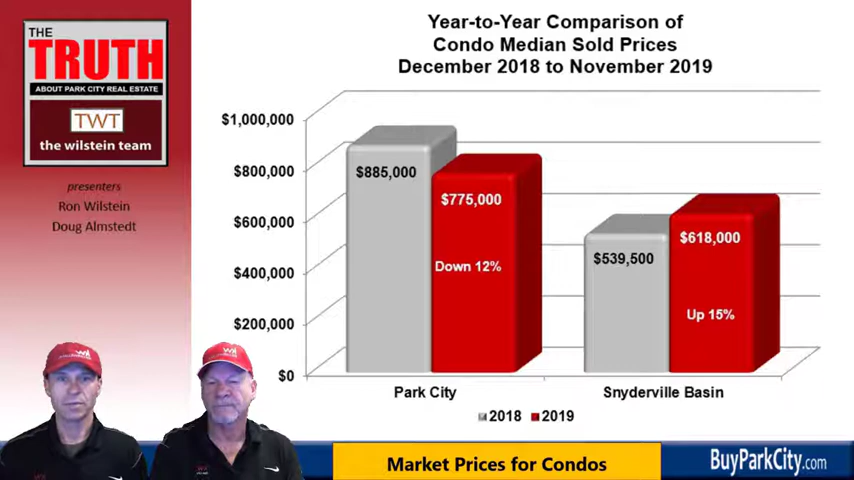 THE
TRUTH
ABOUT PARK CITY REAL ESTATE
TWT
the wilstein team
presenters
Ron Wilstein
Doug Almstedt
Year-to-Year Comparison of
Condo Median Sold Prices
December 2018 to November 2019
$1,000,000
$800,000
$600,000
$400,000
$200,000
$0
$885,000
$775,000
Down 12%
$539,500
$618,000
Up 15%
Park City
Snyderville Basin
2018
2019
Market Prices for Condos
BuyParkCity.com